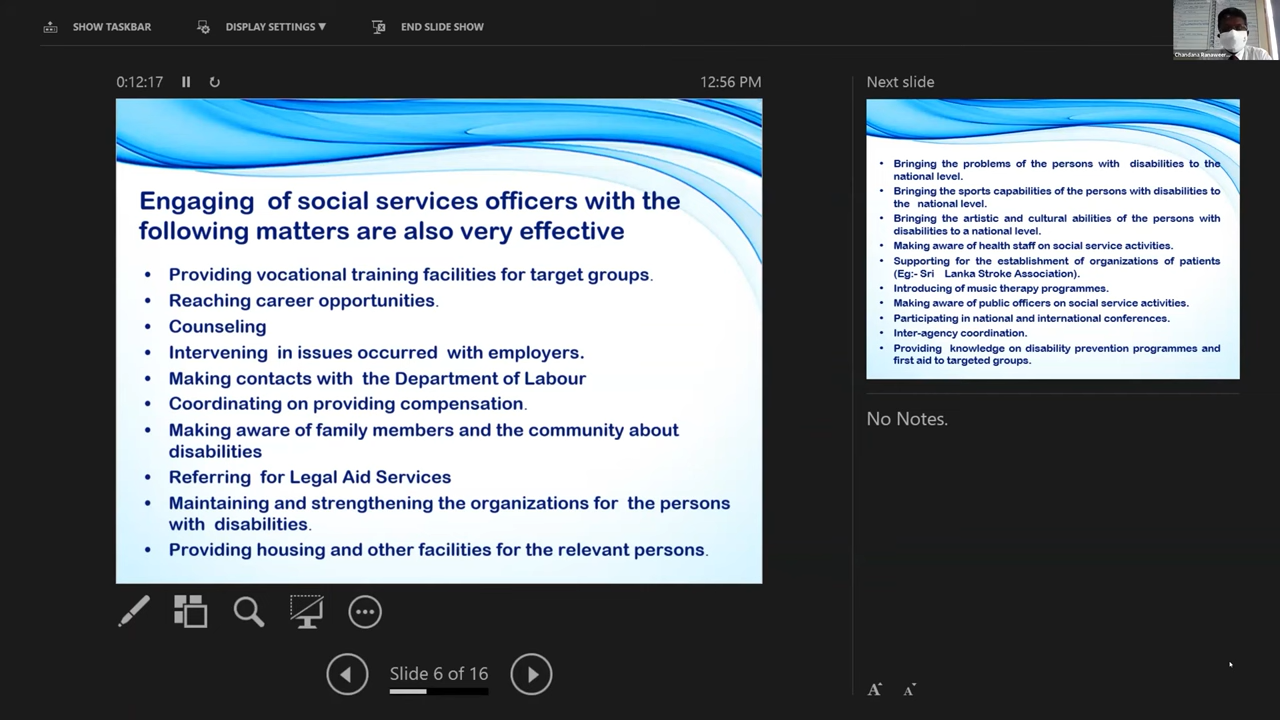 SHOW TASKBAR
DISPLAY SETTINGS ▼
END SLIDE SHOW
0:12:17
12:56 PM
Engaging of social services officers with the
following matters are also very effective
• Providing vocational training facilities for target groups.
• Reaching career opportunities.
• Counseling
• Intervening in issues occurred with employers.
• Making contacts with the Department of Labour
• Coordinating on providing compensation.
• Making aware of family members and the community about
disabilities
• Referring for Legal Aid Services
• Maintaining and strengthening the organizations for the persons
with disabilities.
• Providing housing and other facilities for the relevant persons.
Slide 6 of 16
Next slide
• Bringing the problems of the persons with disabilities to the
national level.
• Bringing the sports capabilities of the persons with disabilities to
the national level.
• Bringing the artistic and cultural abilities of the persons with
disabilities to a national level.
• Making aware of health staff on social service activities.
• Supporting for the establishment of organizations of patients
(Eg:- Sri Lanka Stroke Association).
• Introducing of music therapy programmes.
• Making aware of public officers on social service activities.
• Participating in national and international conferences.
• Inter-agency coordination.
• Providing knowledge on disability prevention programmes and
first aid to targeted groups.
No Notes.
A A
Chandana